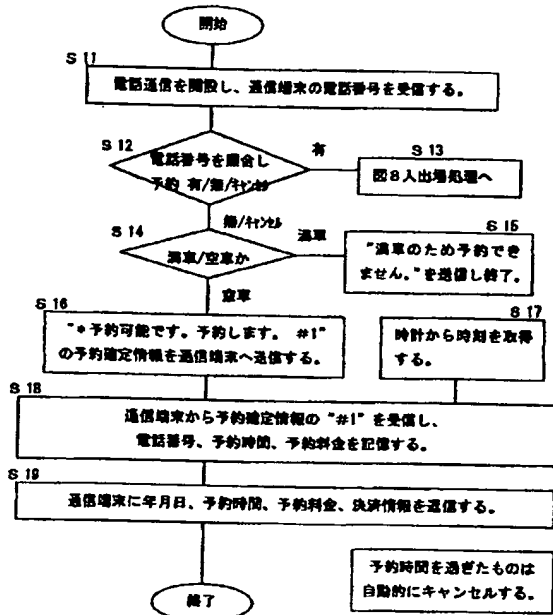 開始
S 11
電話通信を開設し、通信端末の電話番号を受信する。
S 12
電話番号を照合し
予約 有/無/キャンセル
有
S 13
図8入出場処理へ
無/キャンセル
S 14
満車/空車か
満車
S 15
"満車のため予約でき
ません。"を送信し終了。
空車
S 16
"*予約可能です。予約します。 #1"
の予約確定情報を通信端末へ送信する。
S 17
時計から時刻を取得
する。
S 18
通信端末から予約確定情報の "#1" を受信し、
電話番号、予約時間、予約料金を記憶する。
S 19
通信端末に年月日、予約時間、予約料金、決済情報を返信する。
予約時間を過ぎたものは
自動的にキャンセルする。
終了